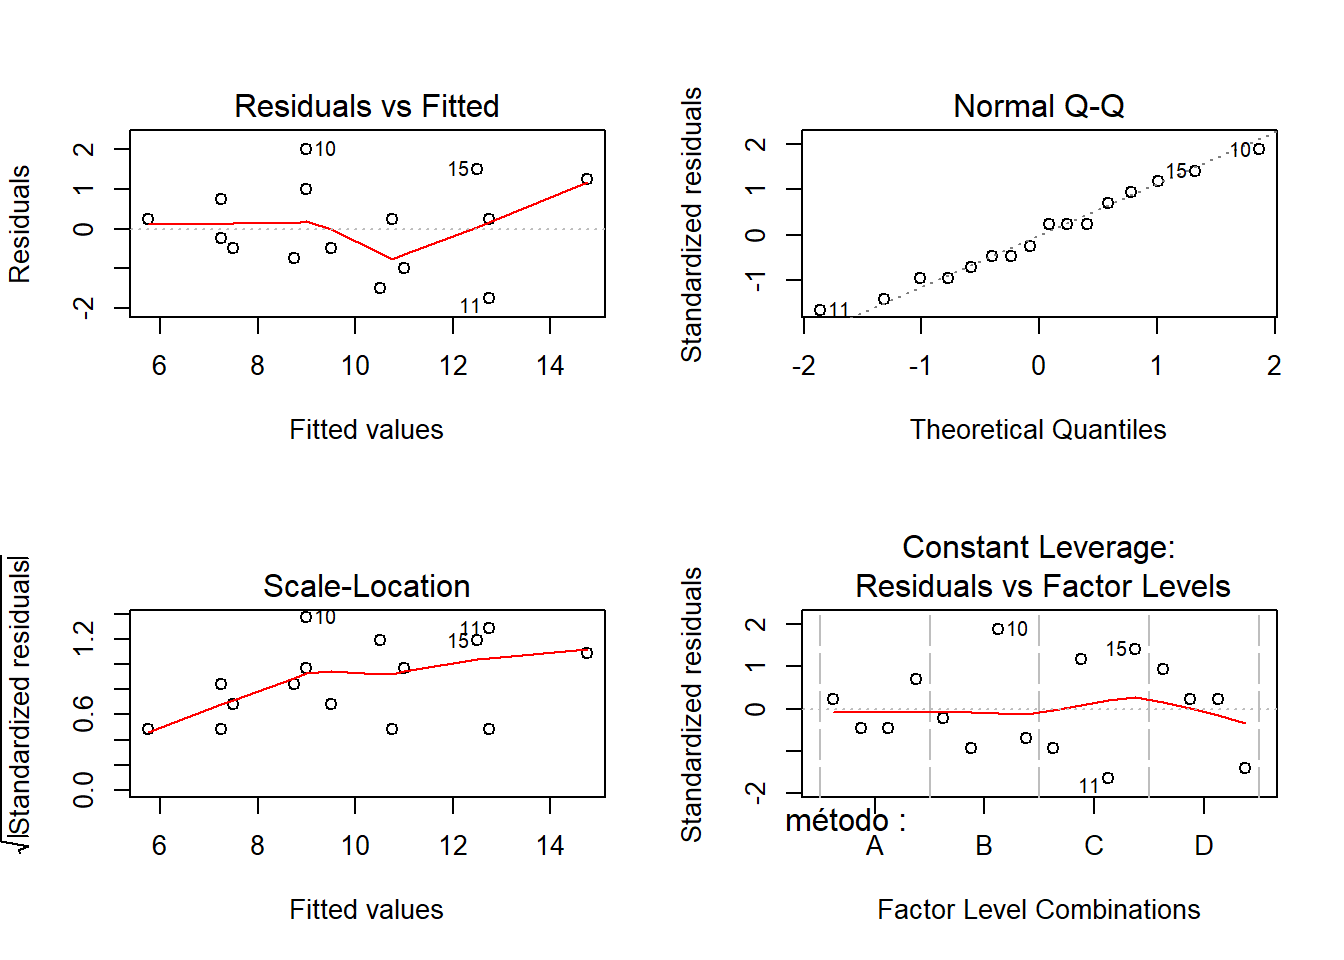 Residuals vs Fitted
Residuals
2
1
0
-2
10
15
11
6 8 10 12 14
Fitted values
Normal Q-Q
Standardized residuals
2
1
0
-1
10
15
11
-2 -1 0 1 2
Theoretical Quantiles
Scale-Location
√|Standardized residuals|
1.2
0.6
0.0
10
11
15
6 8 10 12 14
Fitted values
Constant Leverage:
Residuals vs Factor Levels
Standardized residuals
2
1
0
-2
10
15
11
método :
A B C D
Factor Level Combinations